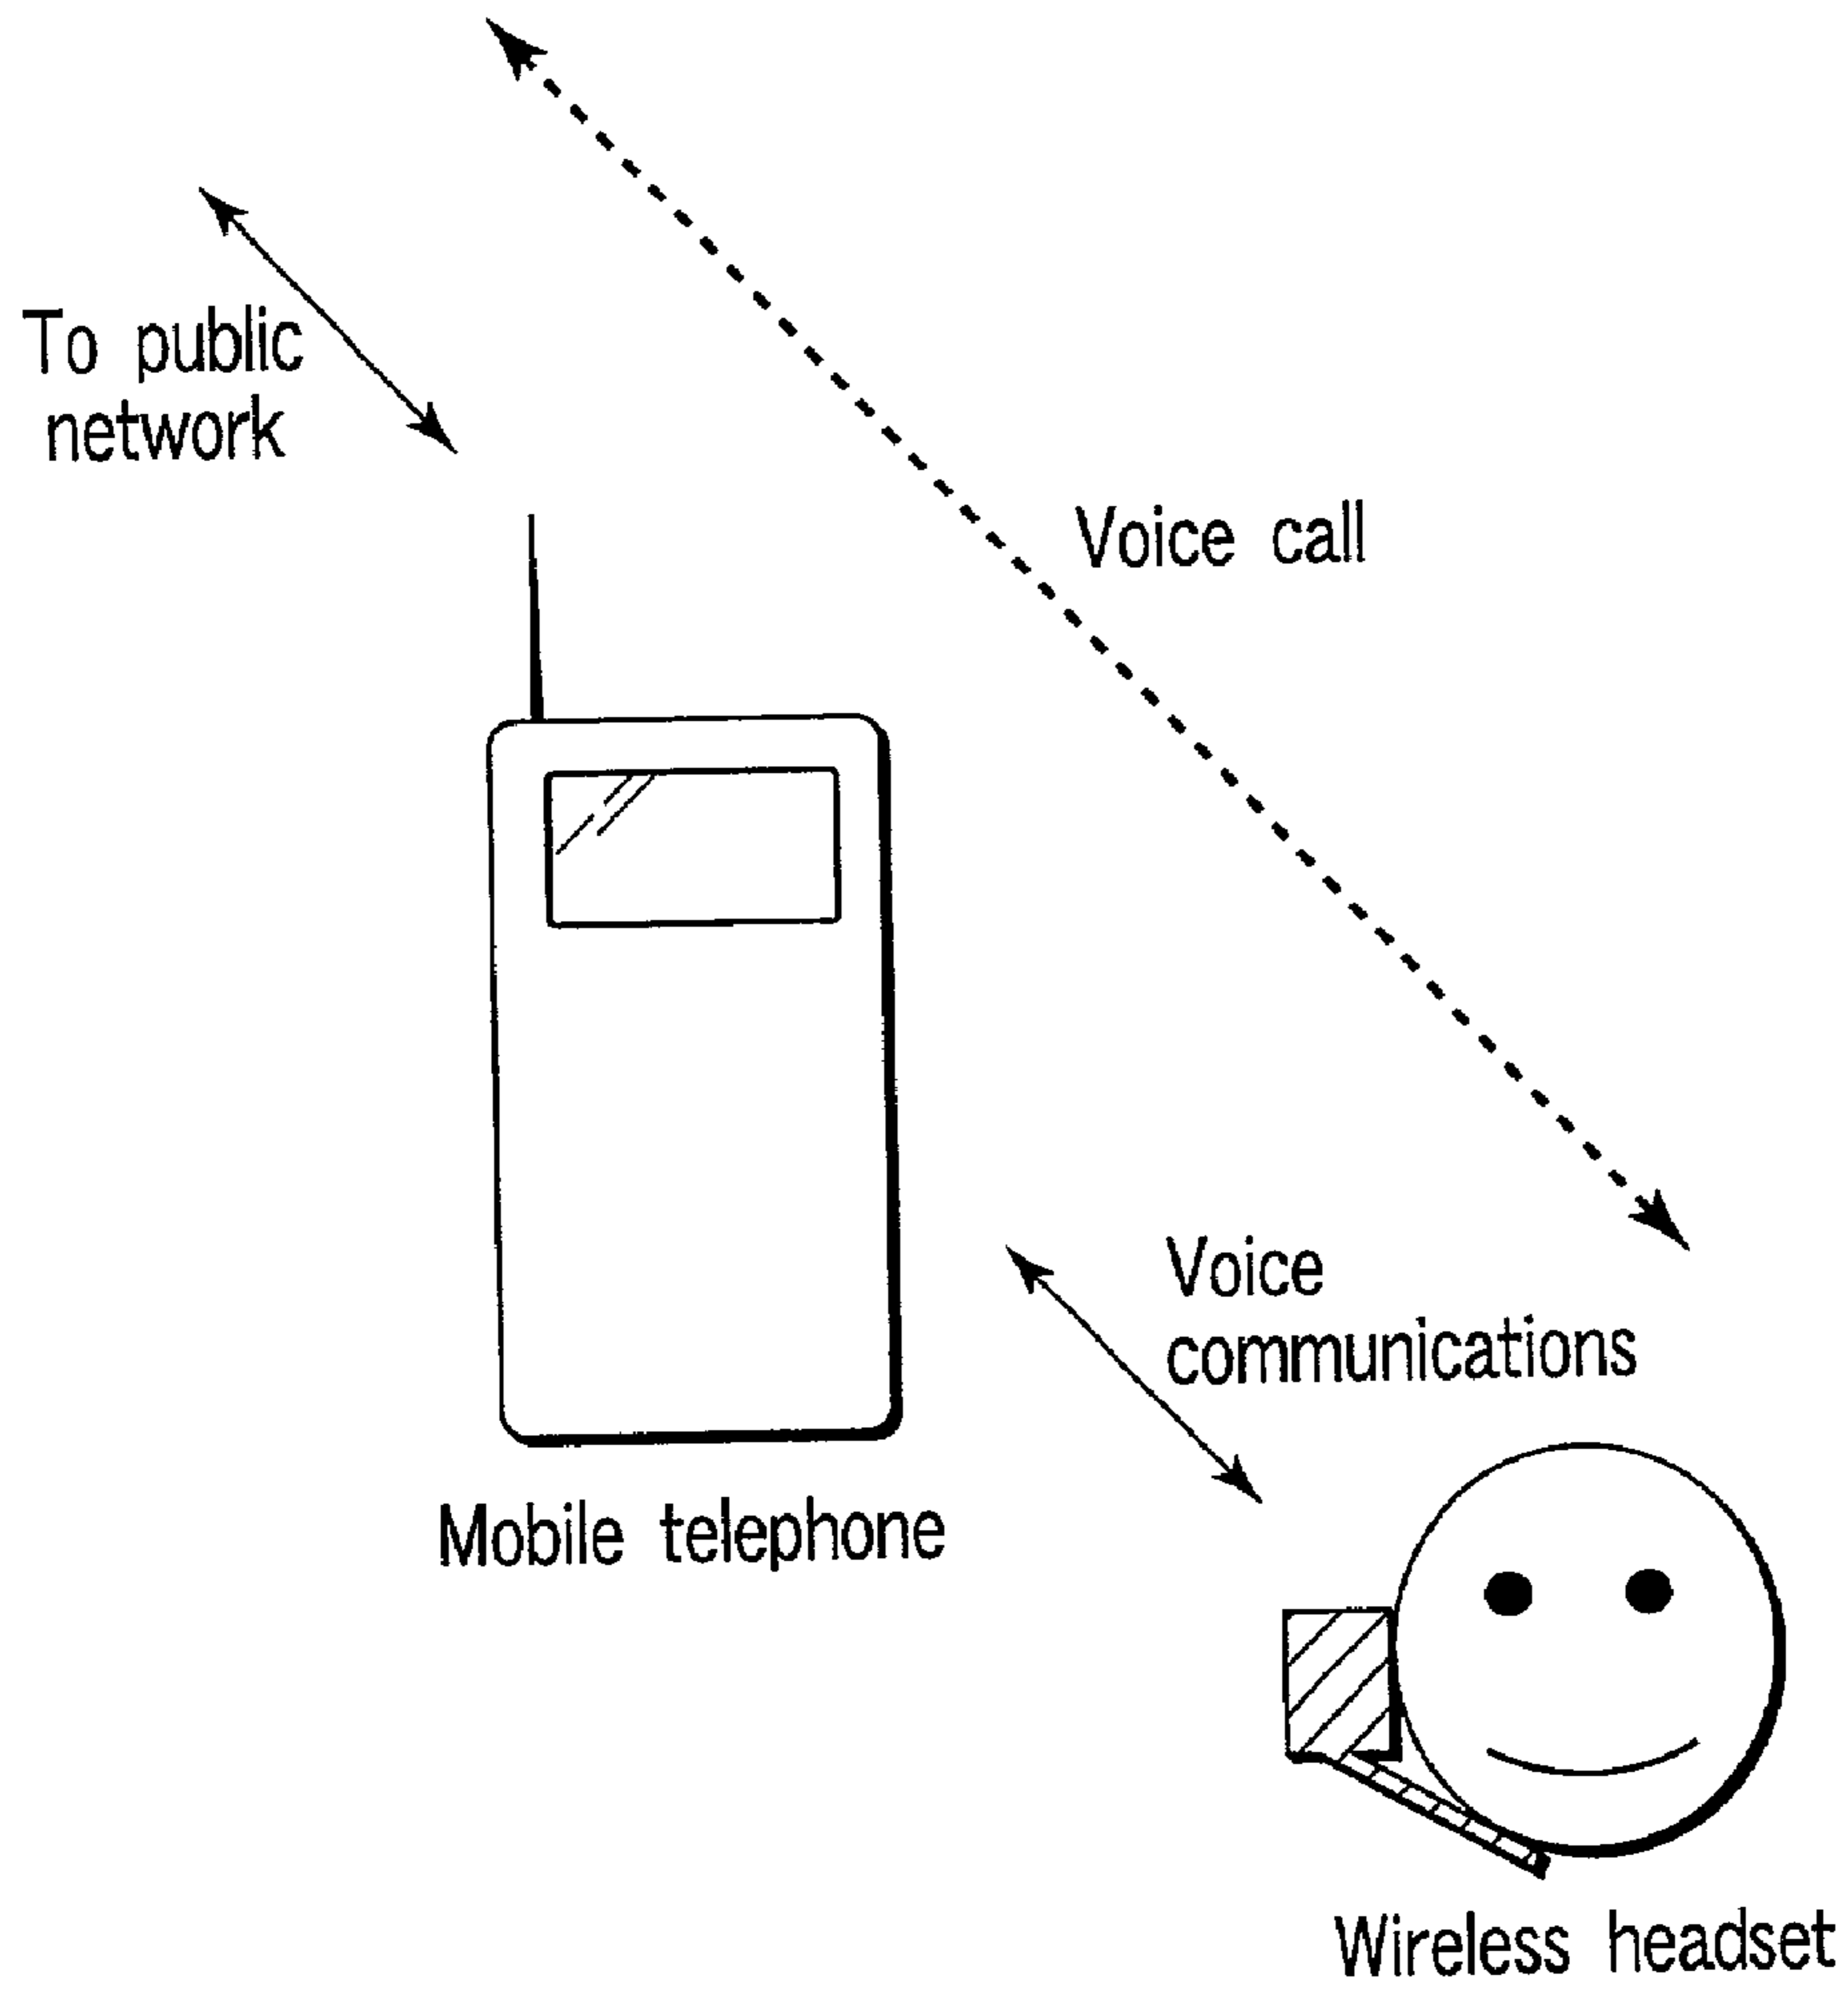 To public
network
Voice call
Voice
communications
Mobile telephone
Wireless headset